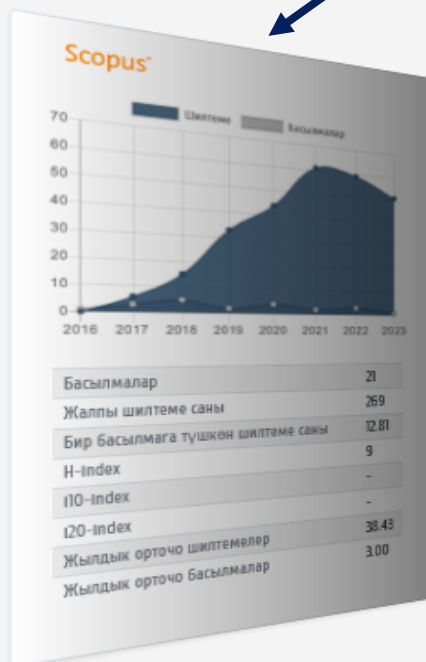 Scopus
Шилтеме Басылмалар
70
60
50
40
30
20
10
0
2016 2017 2018 2019 2020 2021 2022 2023
Басылмалар 21
Жалпы шилтеме саны 269
Бир басылмага түшкөн шилтеме саны 12.81
H-Index 9
i10-Index -
i20-Index -
Жылдык орточо шилтемелер 38.43
Жылдык орточо басылмалар 3.00